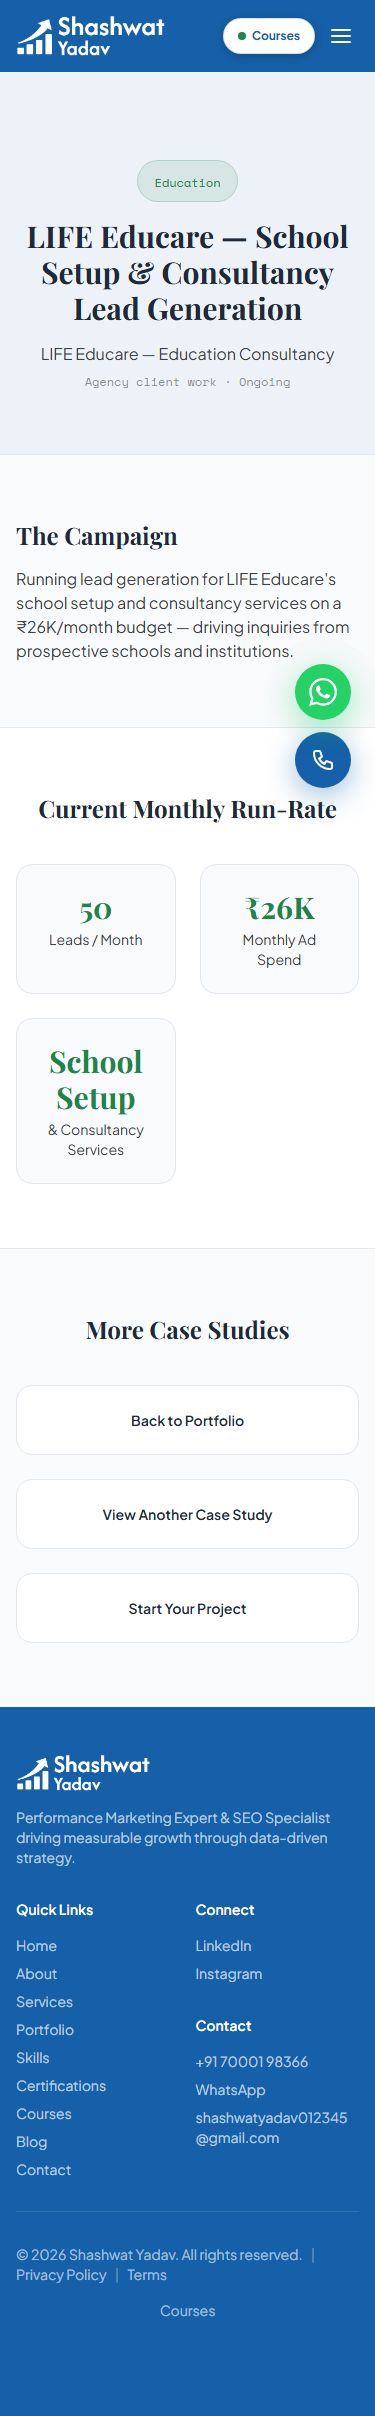 Shashwat
Yadav
Courses
Education
LIFE Educare — School
Setup & Consultancy
Lead Generation
LIFE Educare — Education Consultancy
Agency client work · Ongoing
The Campaign
Running lead generation for LIFE Educare's
school setup and consultancy services on a
₹26K/month budget — driving inquiries from
prospective schools and institutions.
Current Monthly Run-Rate
50
Leads / Month
₹26K
Monthly Ad
Spend
School
Setup
& Consultancy
Services
More Case Studies
Back to Portfolio
View Another Case Study
Start Your Project
Shashwat
Yadav
Performance Marketing Expert & SEO Specialist
driving measurable growth through data-driven
strategy.
Quick Links
Home
About
Services
Portfolio
Skills
Certifications
Courses
Blog
Contact
Connect
LinkedIn
Instagram
Contact
+91 70001 98366
WhatsApp
shashwatyadav012345
@gmail.com
© 2026 Shashwat Yadav. All rights reserved. |
Privacy Policy | Terms
Courses